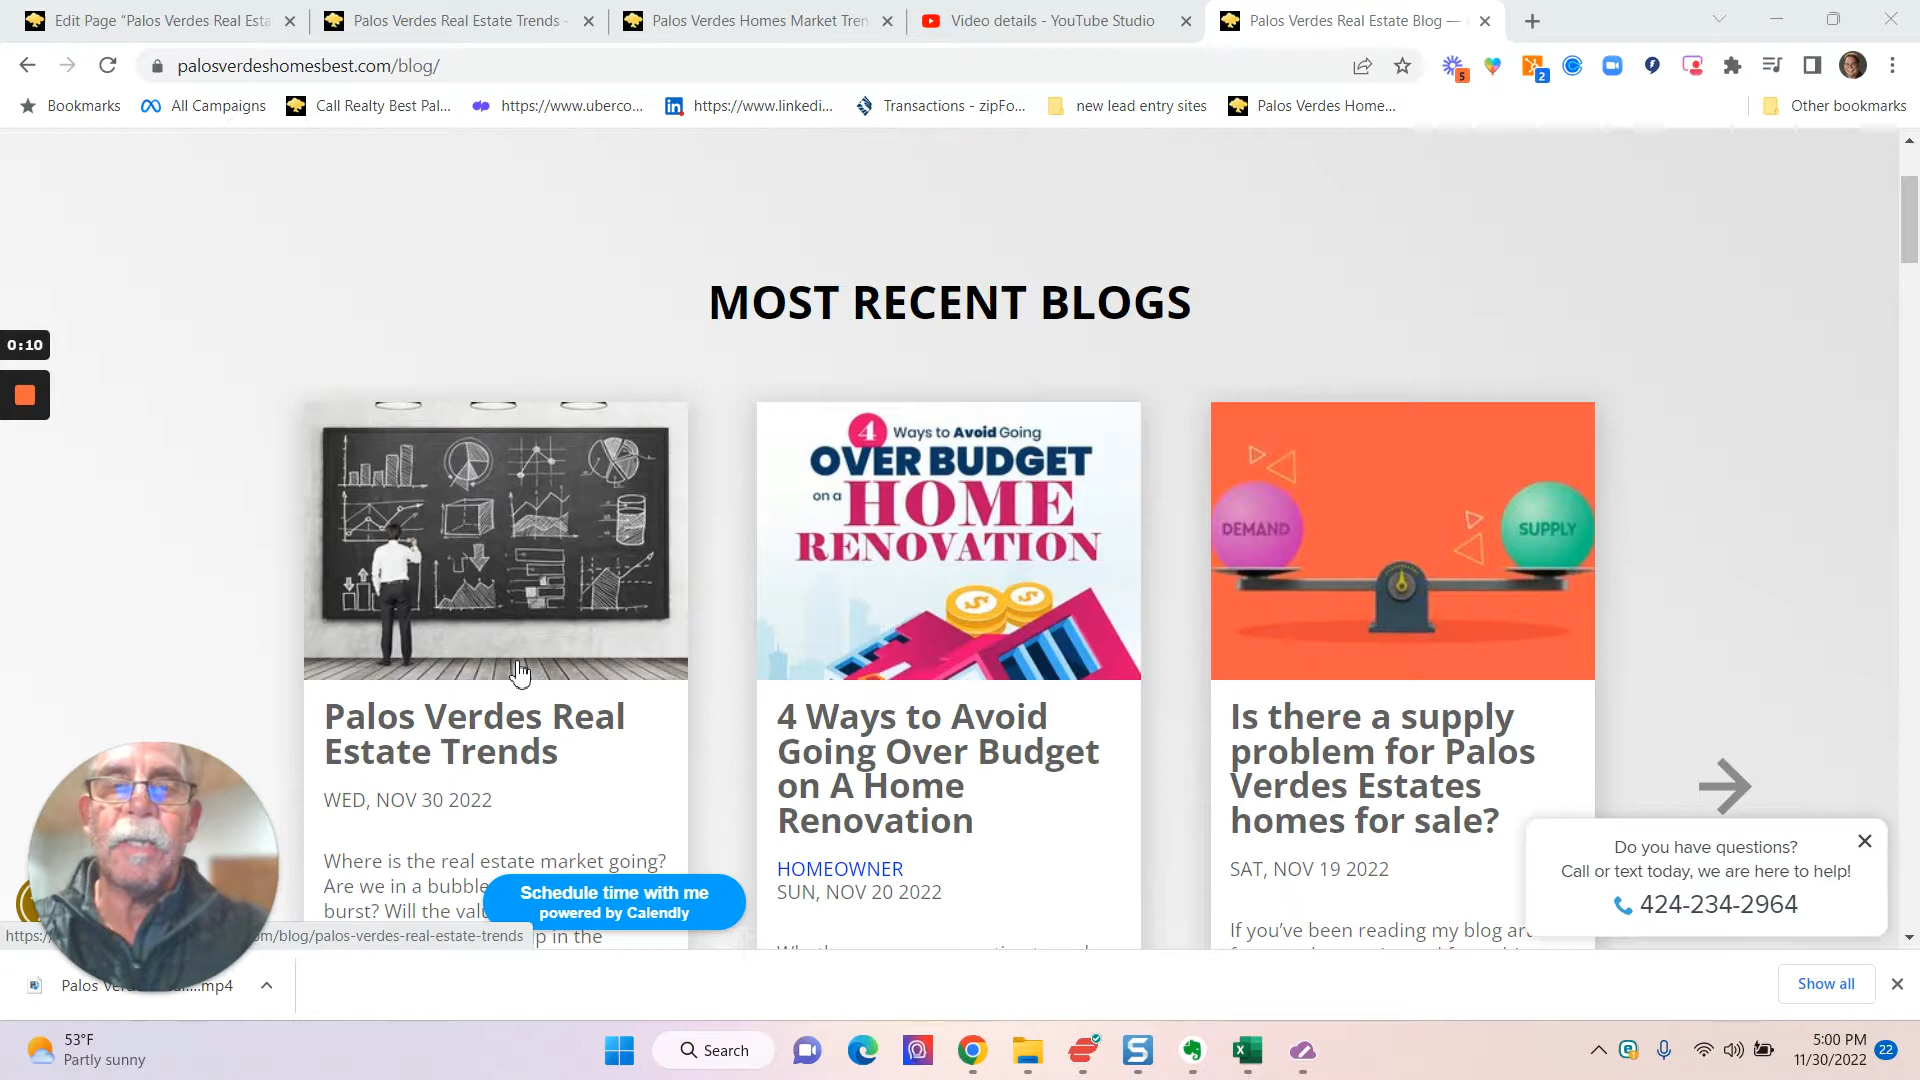 Edit Page "Palos Verdes Real Esta
Palos Verdes Real Estate Trends -
Palos Verdes Homes Market Tren
Video details - YouTube Studio
Palos Verdes Real Estate Blog —
palosverdeshomesbest.com/blog/
5
2
Bookmarks
All Campaigns
Call Realty Best Pal...
https://www.uberco...
https://www.linkedi...
Transactions - zipFo...
new lead entry sites
Palos Verdes Home...
Other bookmarks
MOST RECENT BLOGS
0:10
4 Ways to Avoid Going
OVER BUDGET
on a HOME
RENOVATION
DEMAND
SUPPLY
Palos Verdes Real
Estate Trends
WED, NOV 30 2022
Where is the real estate market going?
Are we in a bubble
burst? Will the val
p in the
4 Ways to Avoid
Going Over Budget
on A Home
Renovation
HOMEOWNER
SUN, NOV 20 2022
Is there a supply
problem for Palos
Verdes Estates
homes for sale?
SAT, NOV 19 2022
If you've been reading my blog
Schedule time with me
powered by Calendly
Do you have questions?
Call or text today, we are here to help!
424-234-2964
https:/
om/blog/palos-verdes-real-estate-trends
Palos Ver
....mp4
Show all
53°F
Partly sunny
Search
5:00 PM
11/30/2022
22